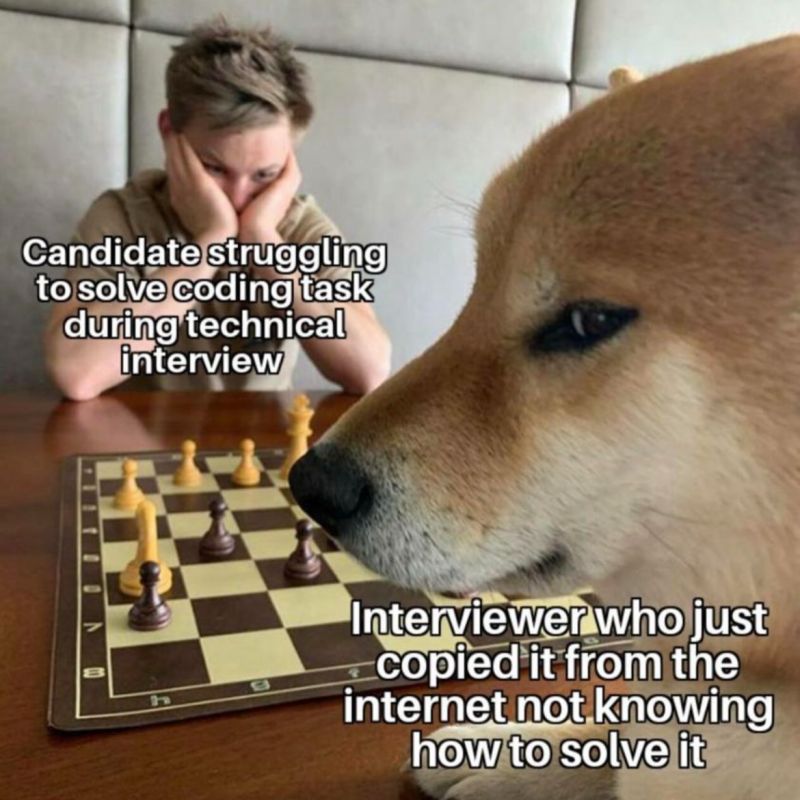 Candidate struggling
to solve coding task
during technical
interview
Interviewer who just
copied it from the
internet not knowing
how to solve it